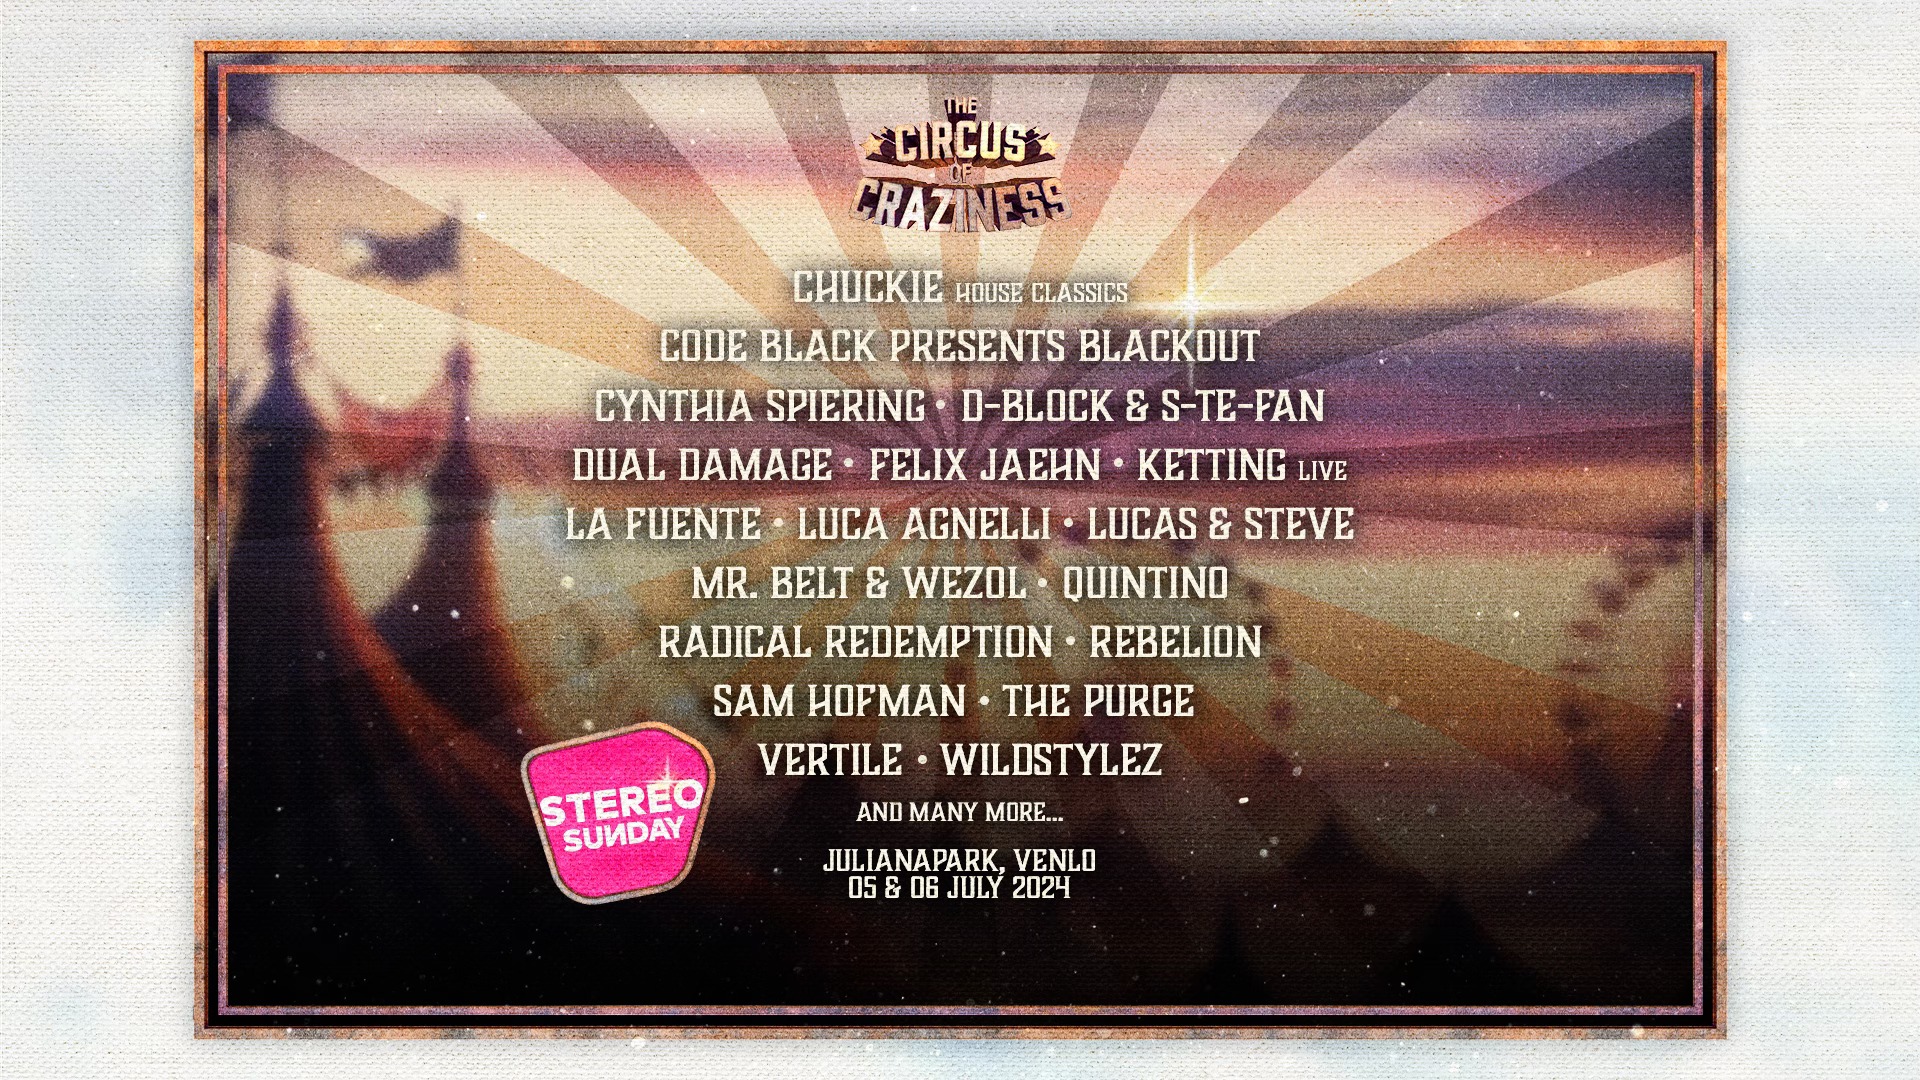 THE
CIRCUS
OF
CRAZINESS
CHUCKIE HOUSE CLASSICS
CODE BLACK PRESENTS BLACKOUT
CYNTHIA SPIERING • D-BLOCK & S-TE-FAN
DUAL DAMAGE • FELIX JAEHN • KETTING LIVE
LA FUENTE • LUCA AGNELLI • LUCAS & STEVE
MR. BELT & WEZOL • QUINTINO
RADICAL REDEMPTION • REBELION
SAM HOFMAN • THE PURGE
VERTILE • WILDSTYLEZ
AND MANY MORE...
JULIANAPARK, VENLO
05 & 06 JULY 2024
STEREO
SUNDAY